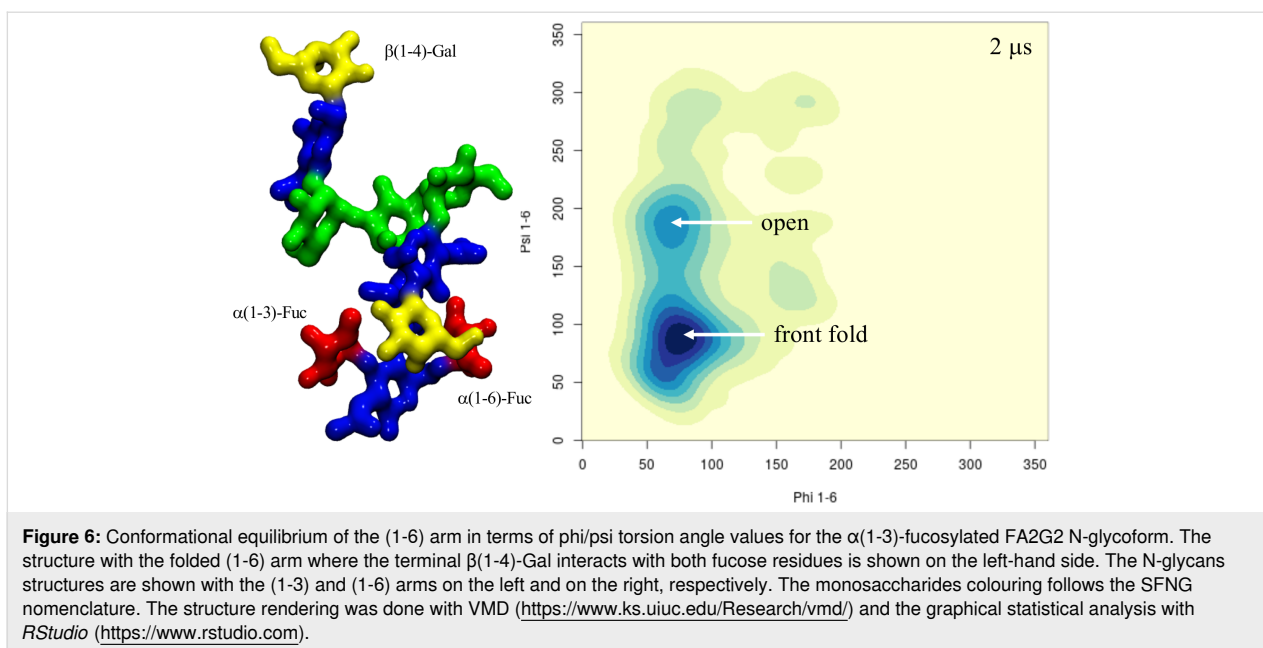 β(1-4)-Gal
α(1-3)-Fuc
α(1-6)-Fuc
2 μs
open
front fold
Psi 1-6
350
300
250
200
150
100
50
0
0 50 100 150 200 250 300 350
Phi 1-6
Figure 6: Conformational equilibrium of the (1-6) arm in terms of phi/psi torsion angle values for the α(1-3)-fucosylated FA2G2 N-glycoform. The
structure with the folded (1-6) arm where the terminal β(1-4)-Gal interacts with both fucose residues is shown on the left-hand side. The N-glycans
structures are shown with the (1-3) and (1-6) arms on the left and on the right, respectively. The monosaccharides colouring follows the SFNG
nomenclature. The structure rendering was done with VMD (https://www.ks.uiuc.edu/Research/vmd/) and the graphical statistical analysis with
RStudio (https://www.rstudio.com).